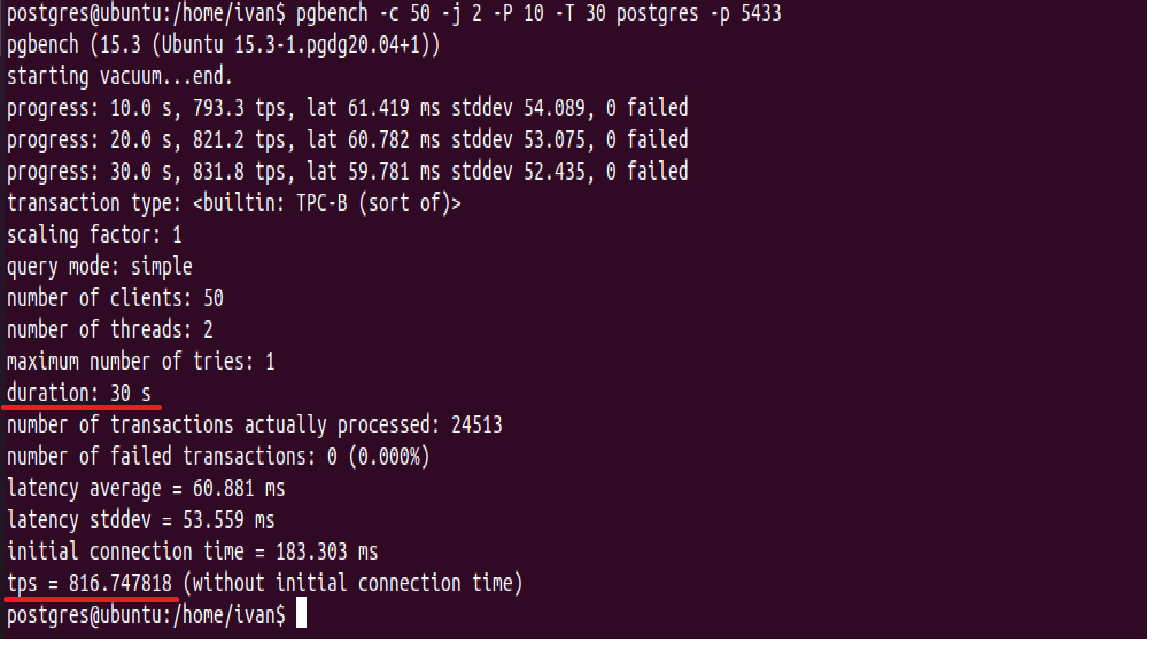 postgres@ubuntu:/home/ivan$ pgbench -c 50 -j 2 -P 10 -T 30 postgres -p 5433
pgbench (15.3 (Ubuntu 15.3-1.pgdg20.04+1))
starting vacuum...end.
progress: 10.0 s, 793.3 tps, lat 61.419 ms stddev 54.089, 0 failed
progress: 20.0 s, 821.2 tps, lat 60.782 ms stddev 53.075, 0 failed
progress: 30.0 s, 831.8 tps, lat 59.781 ms stddev 52.435, 0 failed
transaction type: <builtin: TPC-B (sort of)>
scaling factor: 1
query mode: simple
number of clients: 50
number of threads: 2
maximum number of tries: 1
duration: 30 s
number of transactions actually processed: 24513
number of failed transactions: 0 (0.000%)
latency average = 60.881 ms
latency stddev = 53.559 ms
initial connection time = 183.303 ms
tps = 816.747818 (without initial connection time)
postgres@ubuntu:/home/ivan$